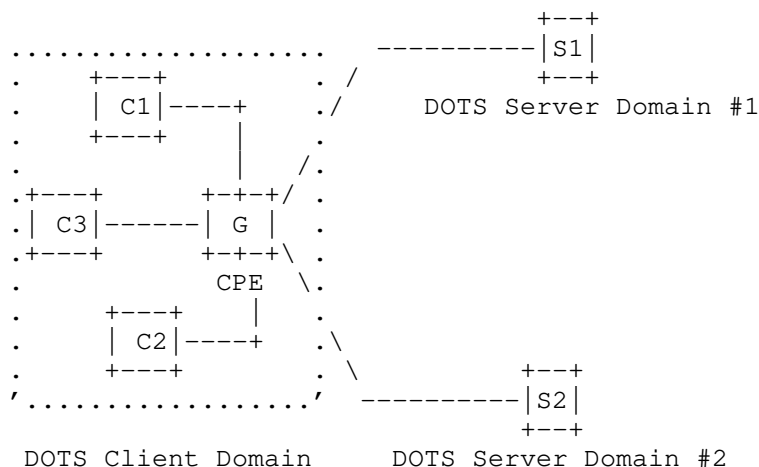 S1
C1
DOTS Server Domain #1
C3 G
CPE
C2
S2
DOTS Client Domain DOTS Server Domain #2